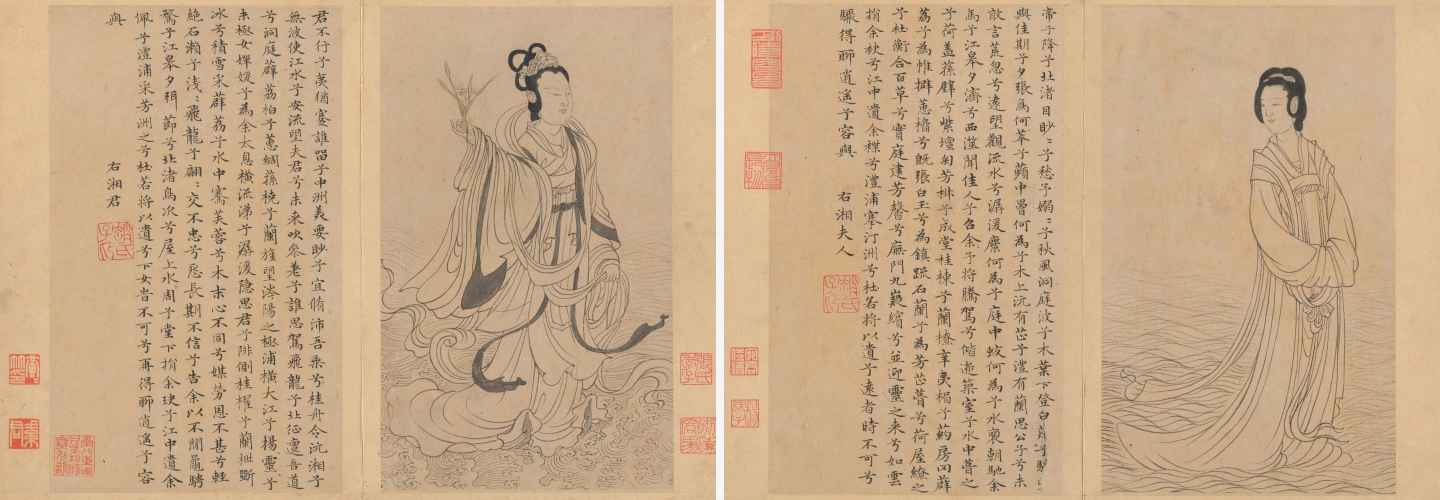 君不行兮夷猶蹇誰留兮中洲美要眇兮宜脩沛吾乘兮桂舟令沅湘兮
無波使江水兮安流望夫君兮未來吹參差兮誰思駕飛龍兮北征邅吾道
兮洞庭薜荔柏兮蕙綢蓀橈兮蘭旌望涔陽之極浦橫大江兮揚靈兮
未極女嬋媛兮為余太息橫流涕兮潺湲隱思君兮陫側桂櫂兮蘭枻斲
冰兮積雪采薜荔兮水中搴芙蓉兮木末心不同兮媒勞恩不甚兮輕
絕石瀨兮淺〻飛龍兮翩〻交不忠兮怨長期不信兮告余以不閒鼂騁
騖兮江皋夕弭節兮北渚鳥次兮屋上水周兮堂下捐余玦兮江中遺余
佩兮澧浦采芳洲之兮杜若將以遺兮下女旹不可兮再得聊逍遙兮容
與
右湘君
趙氏子昂
帝子降兮北渚目眇〻兮愁予嫋〻兮秋風洞庭波兮木葉下登白薠兮騁
與佳期兮夕張鳥何萃兮蘋中罾何為兮木上沅有芷兮澧有蘭思公子兮未
敢言荒忽兮遠望觀流水兮潺湲麋何為兮庭中蛟何為兮水裔朝馳余
馬兮江皋夕濟兮西澨聞佳人兮召余兮將騰駕兮偕逝築室兮水中葺之
兮荷蓋蓀壁兮紫壇匊芳椒兮成堂桂棟兮蘭橑辛夷楣兮葯房罔薜
荔兮為帷擗蕙櫋兮既張白玉兮為鎮疏石蘭兮為芳芷葺兮荷屋繚之
兮杜衡合百草兮實庭建芳馨兮廡門九嶷繽兮並迎靈之來兮如雲
捐余袂兮江中遺余褋兮澧浦搴汀洲兮杜若將以遺兮遠者時不可兮
驟得聊逍遙兮容與
右湘夫人
趙氏子昂